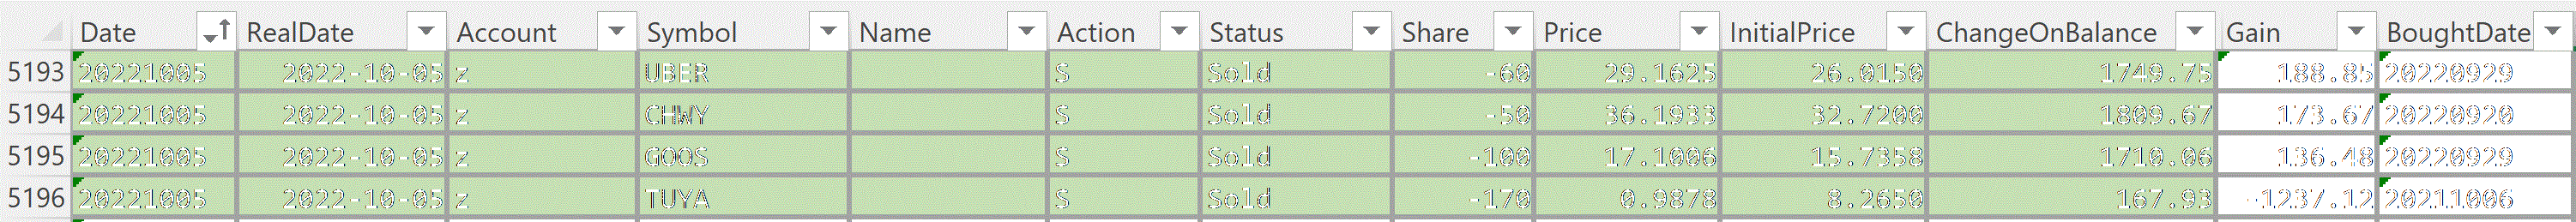 Date RealDate Account Symbol Name Action Status Share Price InitialPrice ChangeOnBalance Gain BoughtDate
5193 20221005 2022-10-05 z UBER S Sold -60 29.1625 26.0150 1749.75 188.85 20220929
5194 20221005 2022-10-05 z CHWY S Sold -50 36.1933 32.7200 1809.67 173.67 20220920
5195 20221005 2022-10-05 z GOOS S Sold -100 17.1006 15.7358 1710.06 136.48 20220929
5196 20221005 2022-10-05 z TUYA S Sold -170 0.9878 8.2650 167.93 -1237.12 20211006